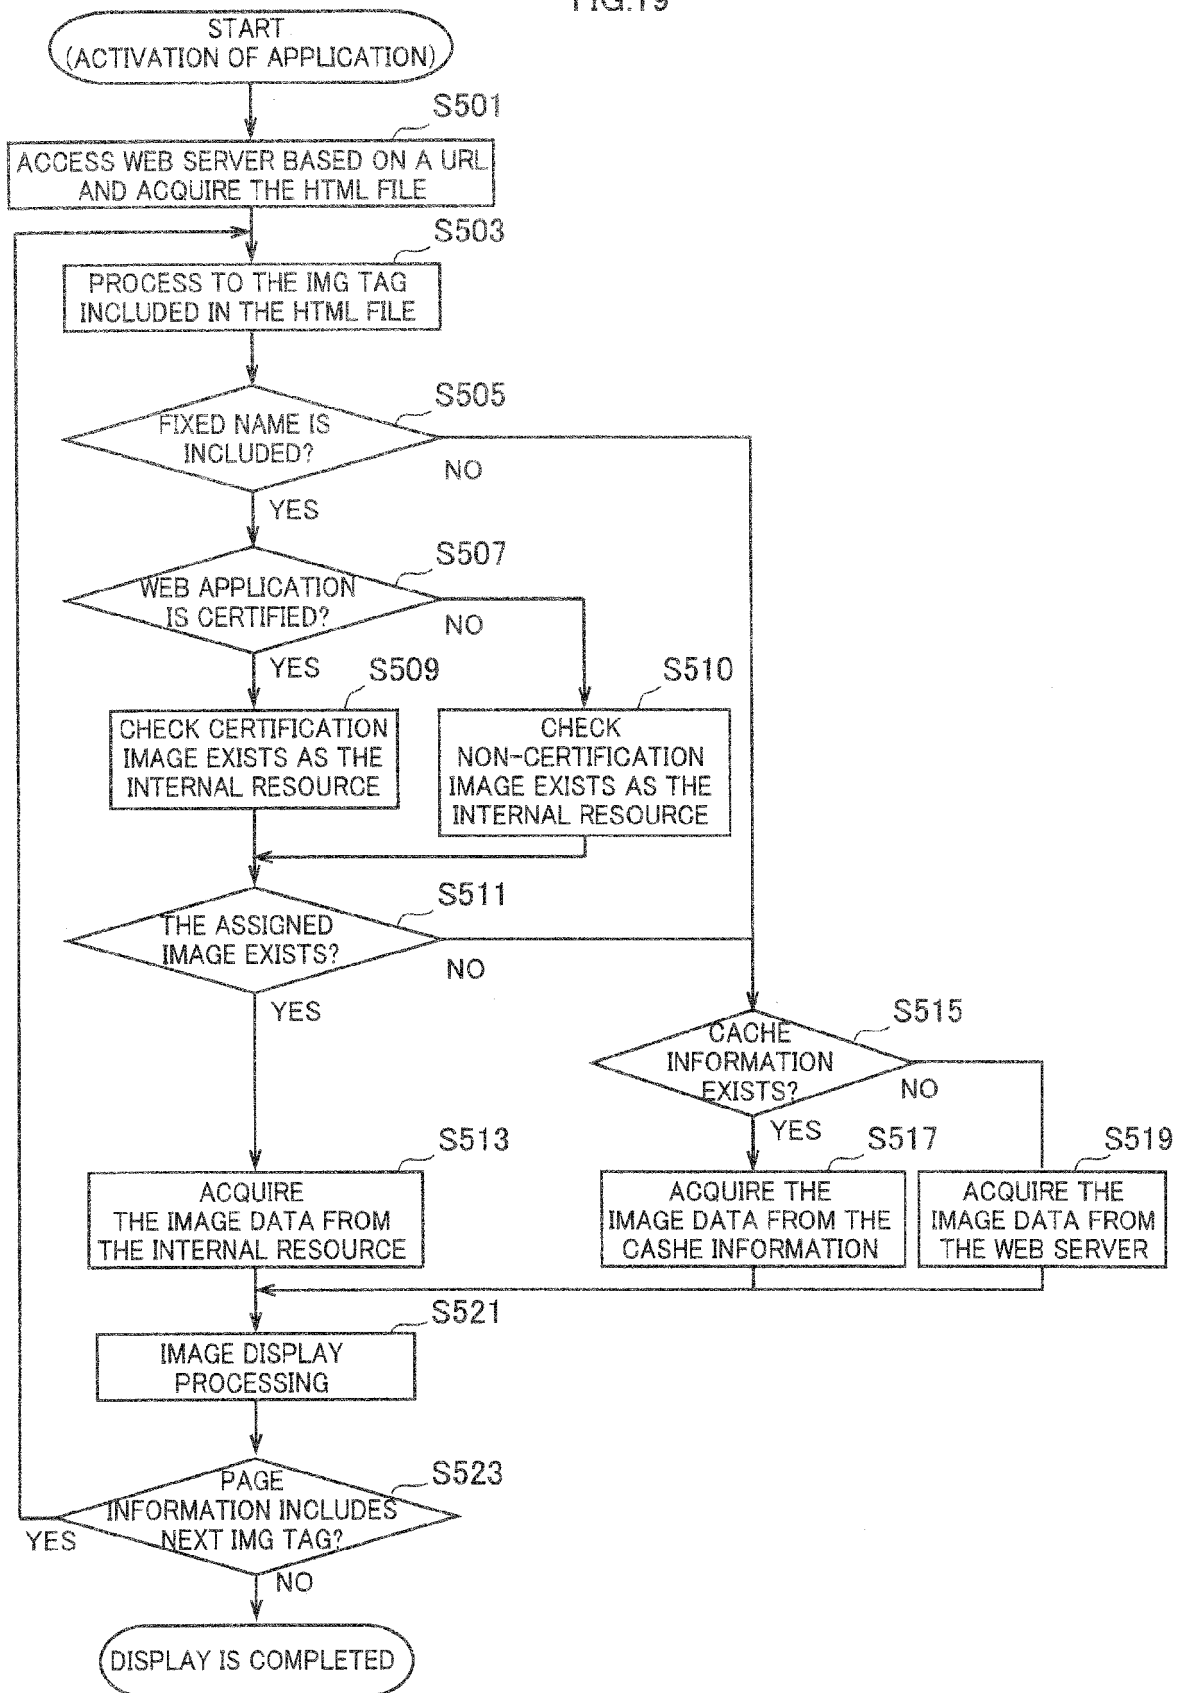 FIG.19
START
(ACTIVATION OF APPLICATION)
S501
ACCESS WEB SERVER BASED ON A URL
AND ACQUIRE THE HTML FILE
S503
PROCESS TO THE IMG TAG
INCLUDED IN THE HTML FILE
S505
FIXED NAME IS
INCLUDED?
NO
YES
S507
WEB APPLICATION
IS CERTIFIED?
NO
YES
S509
CHECK CERTIFICATION
IMAGE EXISTS AS THE
INTERNAL RESOURCE
S510
CHECK
NON-CERTIFICATION
IMAGE EXISTS AS THE
INTERNAL RESOURCE
S511
THE ASSIGNED
IMAGE EXISTS?
NO
YES
S515
CACHE
INFORMATION
EXISTS?
NO
YES
S513
ACQUIRE
THE IMAGE DATA FROM
THE INTERNAL RESOURCE
S517
ACQUIRE THE
IMAGE DATA FROM THE
CASHE INFORMATION
S519
ACQUIRE THE
IMAGE DATA FROM
THE WEB SERVER
S521
IMAGE DISPLAY
PROCESSING
S523
PAGE
INFORMATION INCLUDES
NEXT IMG TAG?
YES
NO
DISPLAY IS COMPLETED